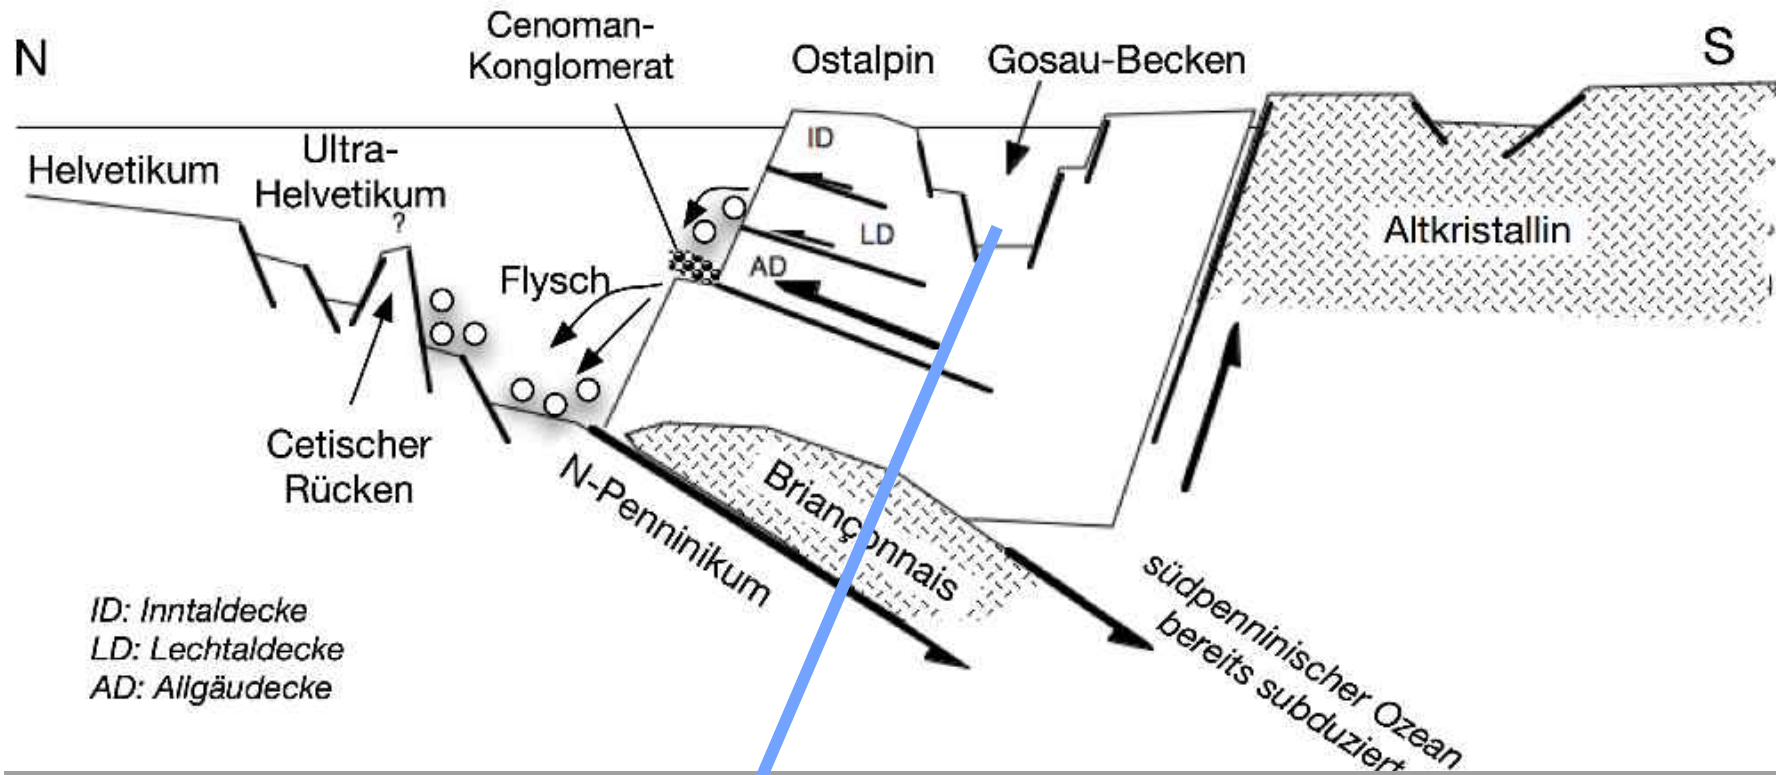 N
Cenoman-
Konglomerat
Ostalpin
Gosau-Becken
S
Helvetikum
Ultra-
Helvetikum
?
ID
LD
AD
Flysch
Altkristallin
Cetischer
Rücken
N-Penninikum
Briançonnais
südpenninischer Ozean
bereits subduziert
ID: Inntaldecke
LD: Lechtaldecke
AD: Allgäudecke